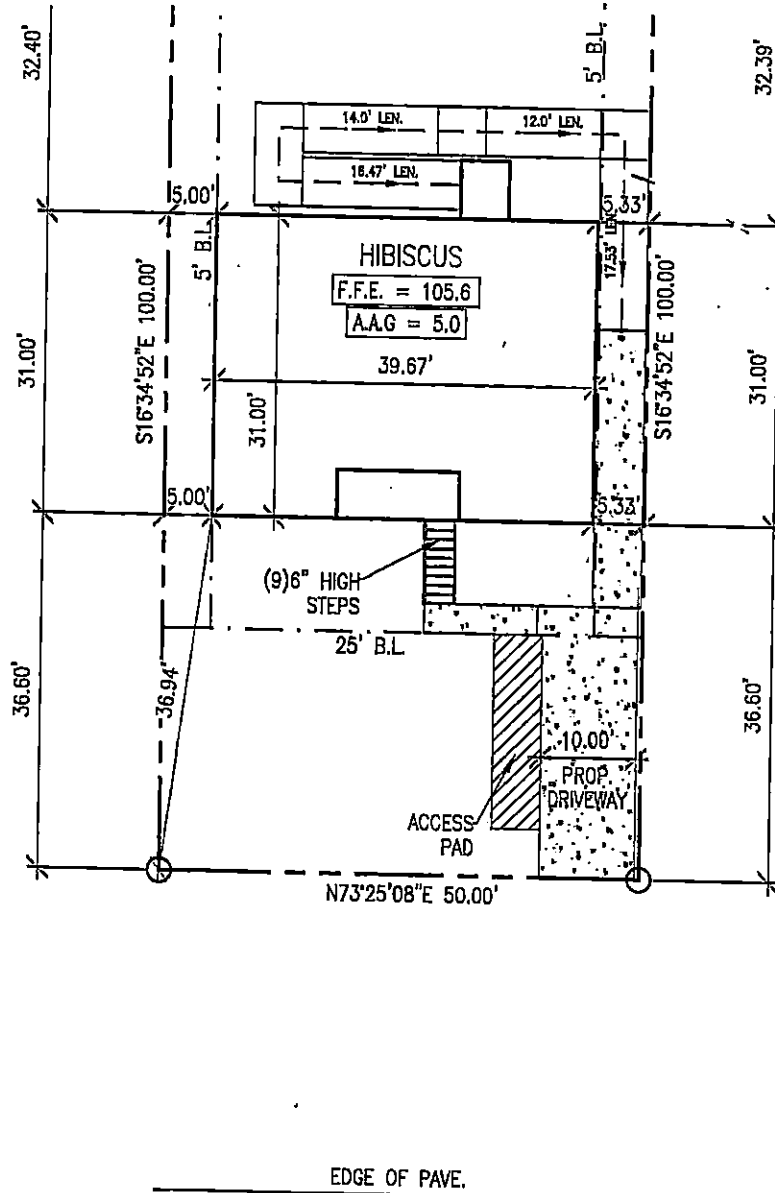 32.40'
5' B.L.
32.39'
14.0' LEN.
12.0' LEN.
16.47' LEN.
5.00'
5.33'
5' B.L.
17.53' LEN.
HIBISCUS
F.F.E. = 105.6
A.A.G = 5.0
S16°34'52"E 100.00'
S16°34'52"E 100.00'
31.00'
39.67'
31.00'
31.00'
5.00'
5.33'
(9)6" HIGH
STEPS
25' B.L.
36.60'
36.94'
36.60'
10.00'
PROP.
DRIVEWAY
ACCESS
PAD
N73°25'08"E 50.00'
EDGE OF PAVE.